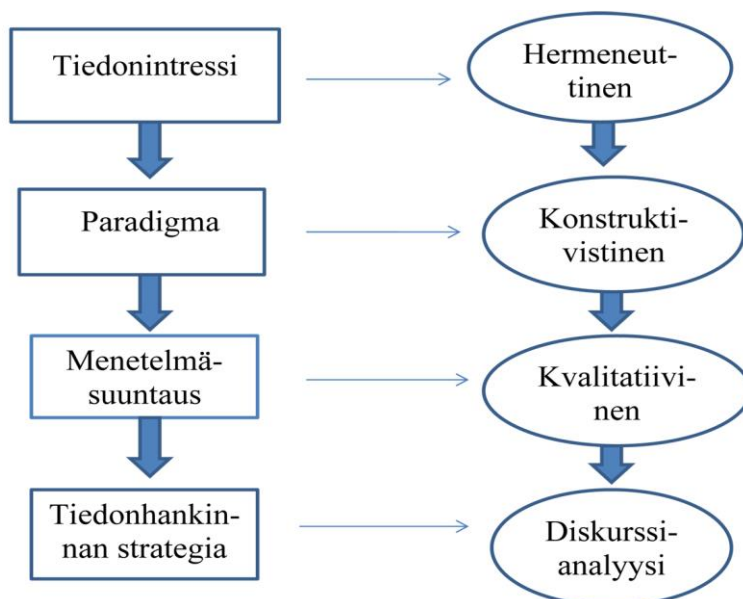 Tiedonintressi
Hermeneut-
tinen
Paradigma
Konstrukti-
vistinen
Menetelmä-
suuntaus
Kvalitatiivi-
nen
Tiedonhankin-
nan strategia
Diskurssi-
analyysi